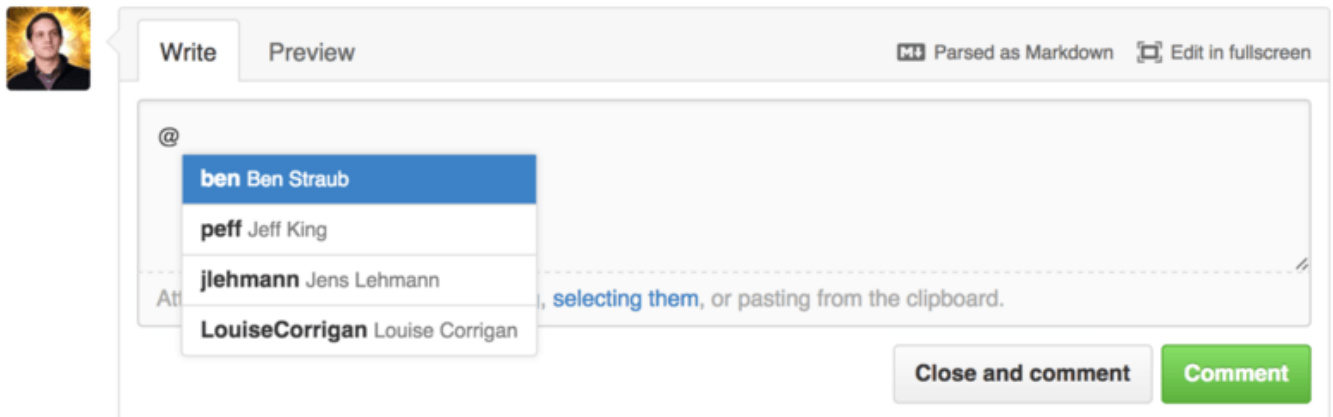 Write Preview Parsed as Markdown Edit in fullscreen
@
ben Ben Straub
peff Jeff King
jlehmann Jens Lehmann
selecting them, or pasting from the clipboard.
LouiseCorrigan Louise Corrigan
Close and comment Comment